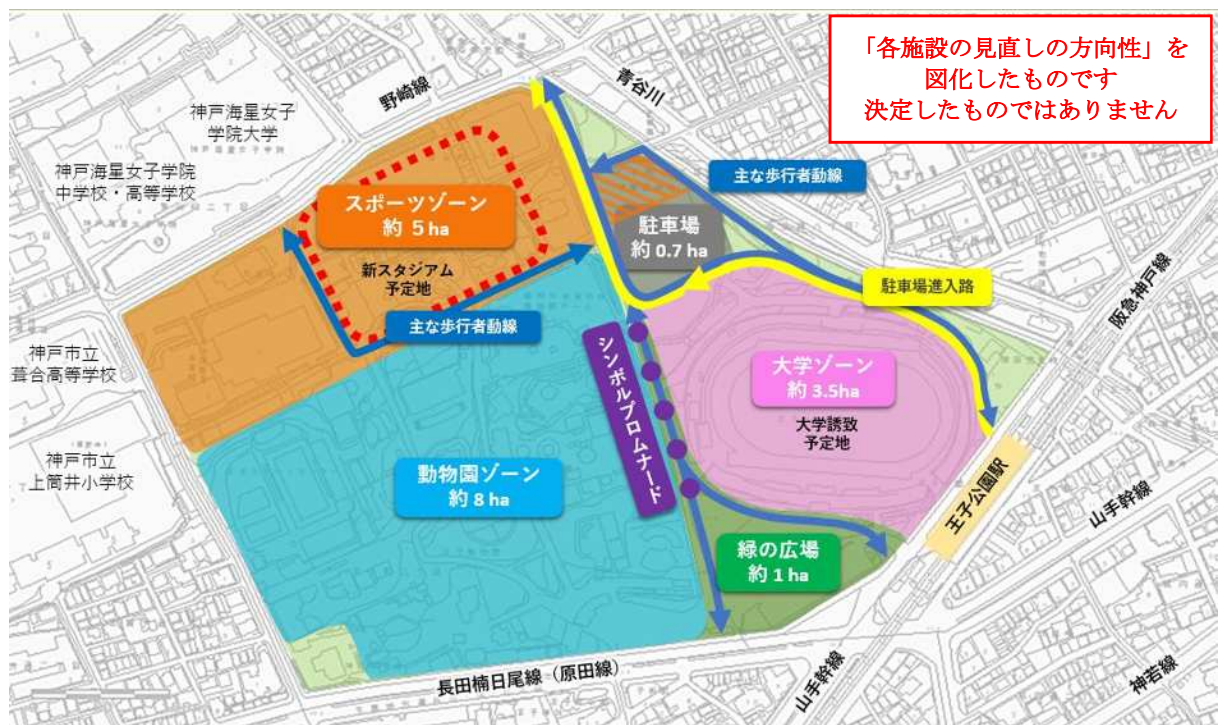 「各施設の見直しの方向性」を
図化したものです
決定したものではありません
野崎線
青谷川
神戸海星女子
学院大学
神戸海星女子学院
中学校・高等学校
主な歩行者動線
スポーツゾーン
約 5 ha
駐車場
約 0.7 ha
新スタジアム
予定地
駐車場進入路
阪急神戸線
主な歩行者動線
神戸市立
葺合高等学校
シンボルプロムナード
大学ゾーン
約 3.5ha
大学誘致
予定地
神戸市立
上筒井小学校
動物園ゾーン
約 8 ha
王子公園駅
山手幹線
緑の広場
約 1 ha
長田楠日尾線（原田線）
山手幹線
神若線